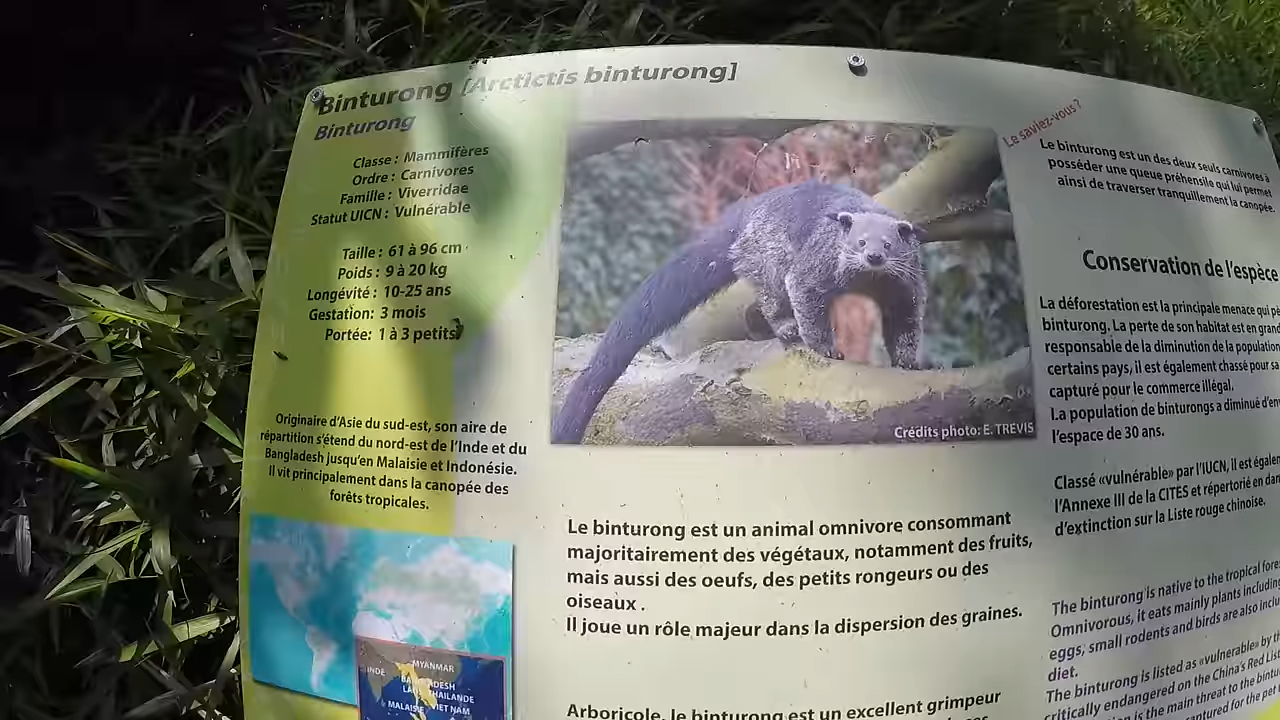 Binturong [Arctictis binturong]
Binturong
Classe : Mammifères
Ordre : Carnivores
Famille : Viverridae
Statut UICN : Vulnérable
Taille : 61 à 96 cm
Poids : 9 à 20 kg
Longévité : 10-25 ans
Gestation: 3 mois
Portée: 1 à 3 petits
Originaire d'Asie du sud-est, son aire de
répartition s'étend du nord-est de l'Inde et du
Bangladesh jusqu'en Malaisie et Indonésie.
Il vit principalement dans la canopée des
forêts tropicales.
INDE
MYANMAR
THAILANDE
MALAISIE
VIET NAM
Crédits photo: E. TREVIS
Le binturong est un animal omnivore consommant
majoritairement des végétaux, notamment des fruits,
mais aussi des oeufs, des petits rongeurs ou des
oiseaux .
Il joue un rôle majeur dans la dispersion des graines.
Arboricole, le binturong est un excellent grimpeur
Le saviez-vous ?
Le binturong est un des deux seuls carnivores à
posséder une queue préhensile qui lui permet
ainsi de traverser tranquillement la canopée.
Conservation de l'espèce
La déforestation est la principale menace qui
binturong. La perte de son habitat est en
responsable de la diminution de la population
certains pays, il est également chassé pour sa
capturé pour le commerce illégal.
La population de binturongs a diminué
l'espace de 30 ans.
Classé «vulnérable» par l'IUCN, il est
l'Annexe III de la CITES et répertorié en
d'extinction sur la Liste rouge chinoise.
The binturong is native to the tropical
Omnivorous, it eats mainly plants including
eggs, small rodents and birds are also
diet.
The binturong is listed as «vulnerable» by
critically endangered on the China's Red List
is the main threat to the
for the pet